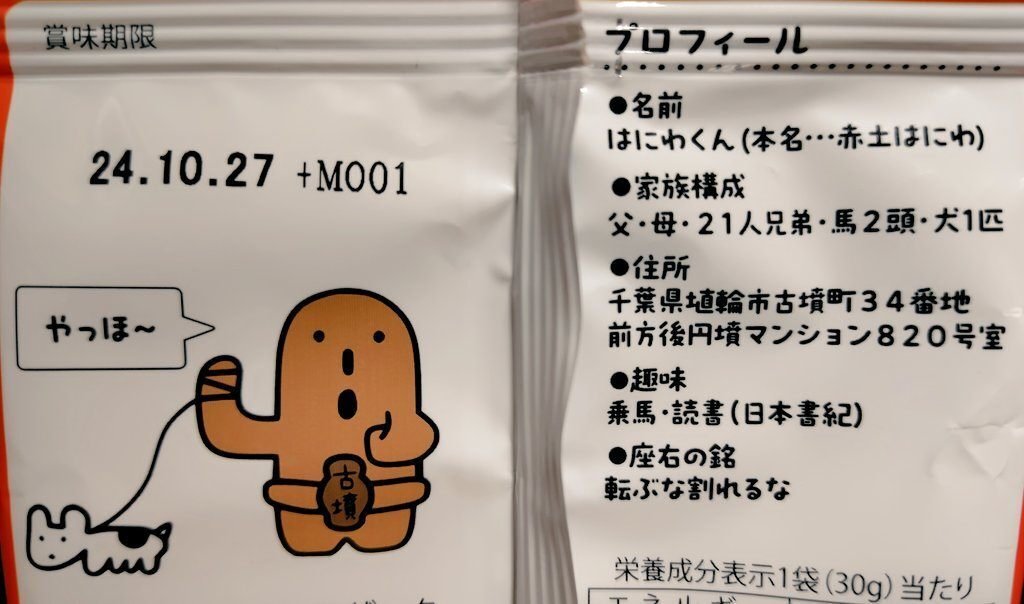 賞味期限
24.10.27 +M001
やっほ～
古
墳
プロフィール
●名前
はにわくん(本名…赤土はにわ)
●家族構成
父・母・21人兄弟・馬2頭・犬1匹
●住所
千葉県埴輪市古墳町34番地
前方後円墳マンション820号室
●趣味
乗馬・読書(日本書紀)
●座右の銘
転ぶな割れるな
栄養成分表示1袋(30g)当たり